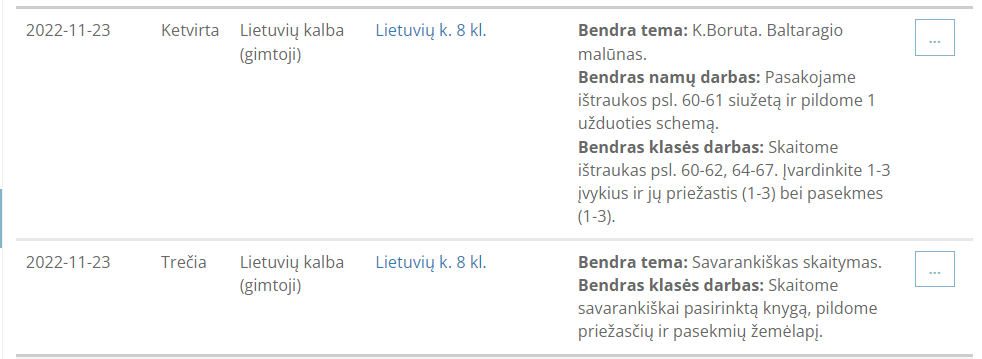 2022-11-23 Ketvirta Lietuvių kalba Lietuvių k. 8 kl. Bendra tema: K.Boruta. Baltaragio ...
(gimtoji) malūnas.
Bendras namų darbas: Pasakojame
ištraukos psl. 60-61 siužetą ir pildome 1
užduoties schemą.
Bendras klasės darbas: Skaitome
ištraukas psl. 60-62, 64-67. Įvardinkite 1-3
įvykius ir jų priežastis (1-3) bei pasekmes
(1-3).
2022-11-23 Trečia Lietuvių kalba Lietuvių k. 8 kl. Bendra tema: Savarankiškas skaitymas. ...
(gimtoji) Bendras klasės darbas: Skaitome
savarankiškai pasirinktą knygą, pildome
priežasčių ir pasekmių žemėlapį.